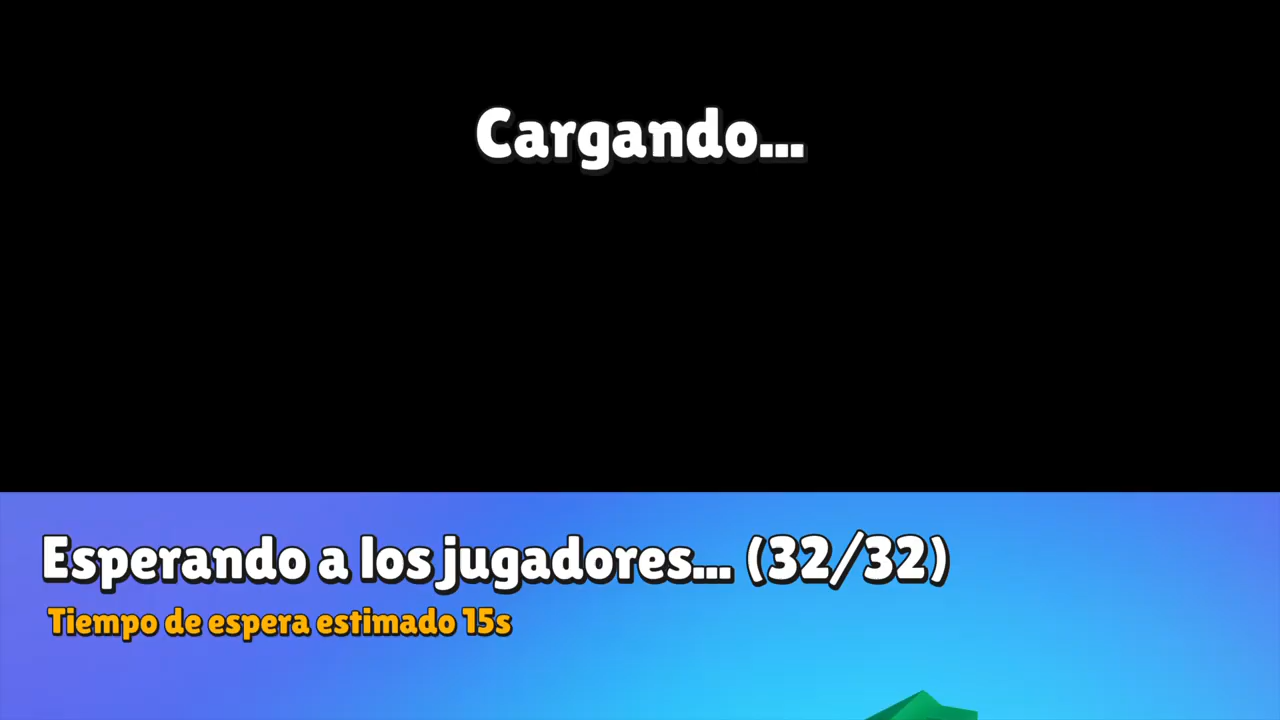 Cargando...
Esperando a los jugadores... (32/32)
Tiempo de espera estimado 15s